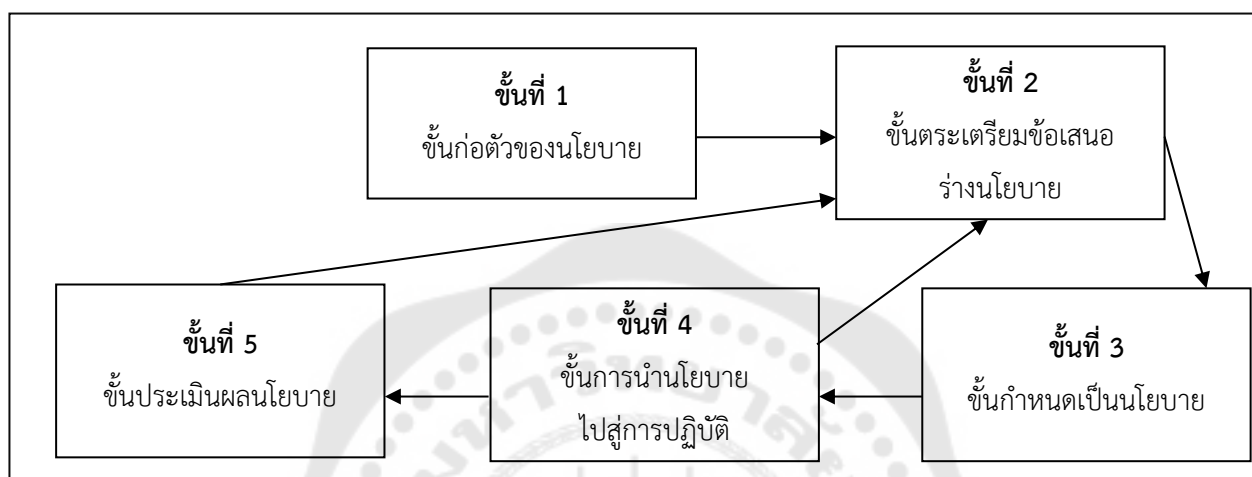 ขั้นที่ 1
ขั้นก่อตัวของนโยบาย
ขั้นที่ 2
ขั้นตระเตรียมข้อเสนอ
ร่างนโยบาย
ขั้นที่ 5
ขั้นประเมินผลนโยบาย
ขั้นที่ 4
ขั้นการนำนโยบาย
ไปสู่การปฏิบัติ
ขั้นที่ 3
ขั้นกำหนดเป็นนโยบาย